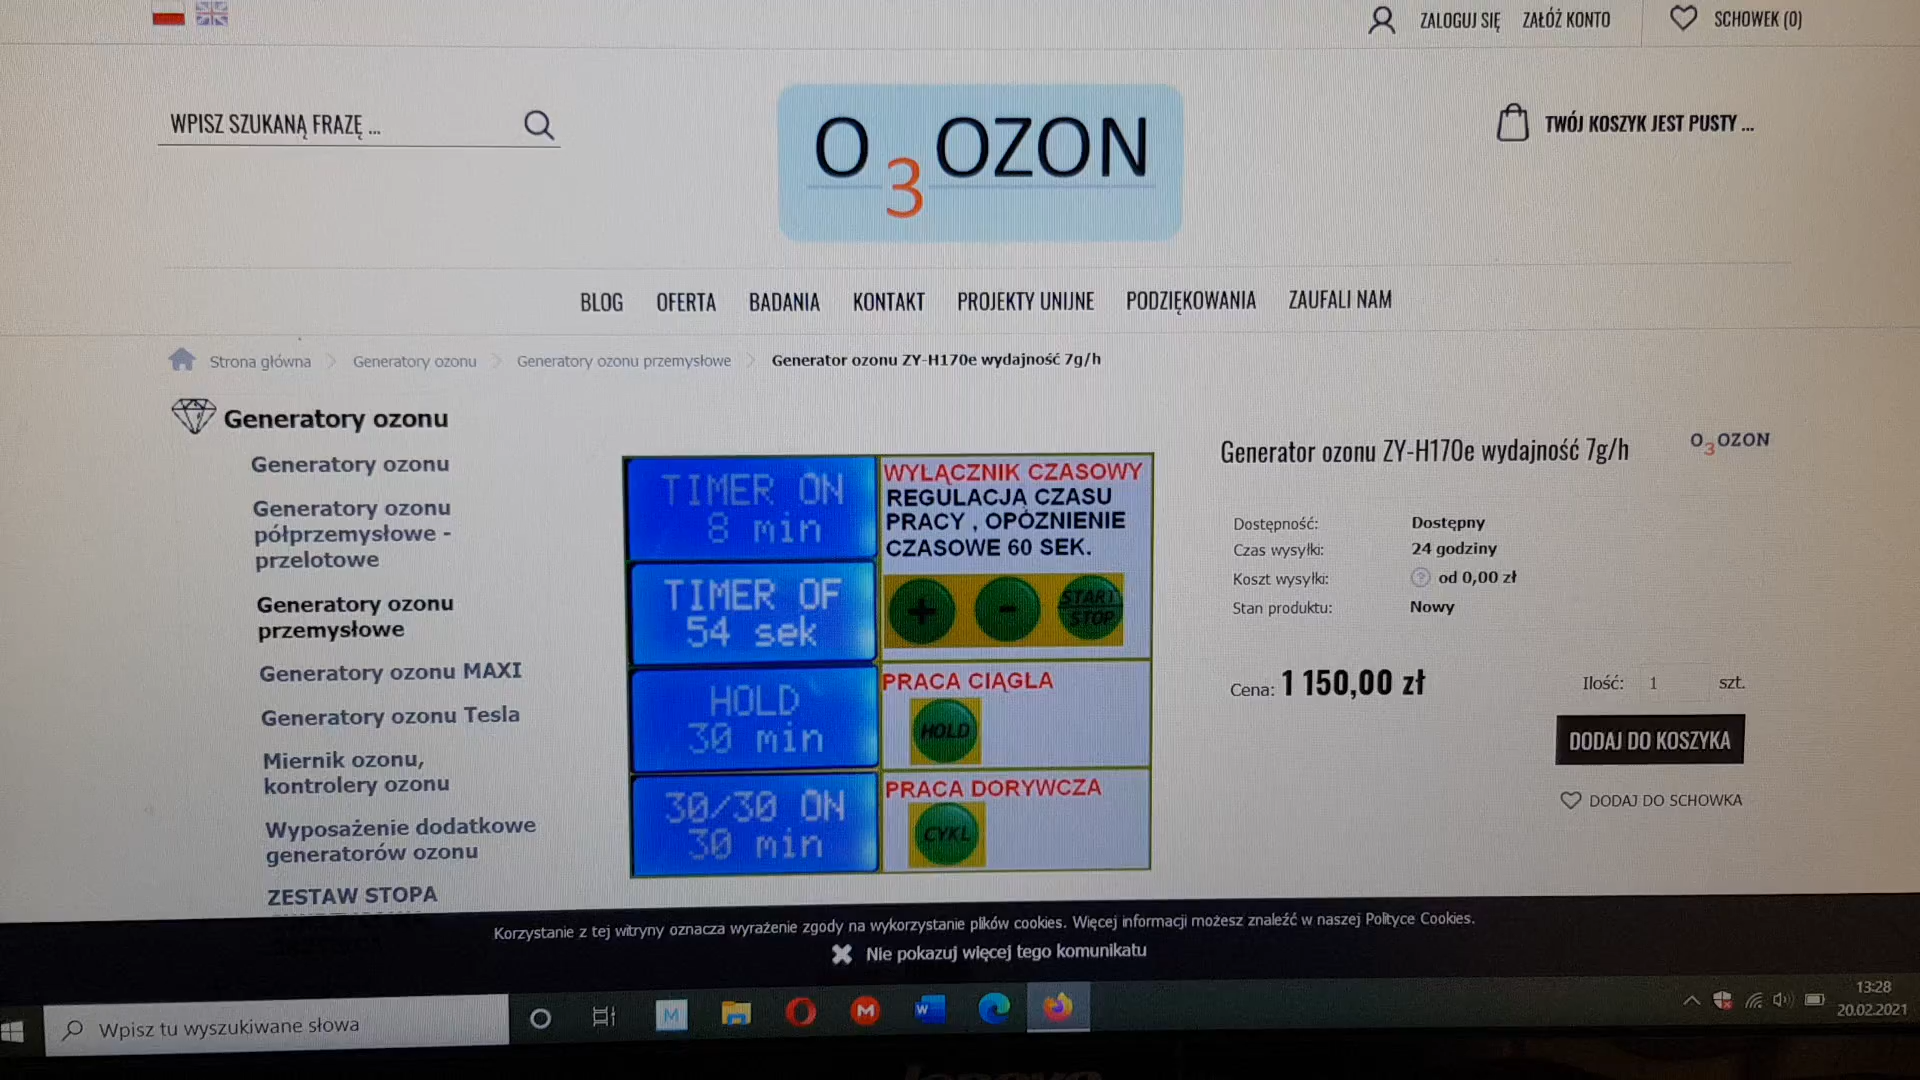 ZALOGUJ SIĘ ZAŁÓŻ KONTO SCHOWEK (0)
WPISZ SZUKANĄ FRAZĘ ...
O3OZON
TWÓJ KOSZYK JEST PUSTY ...
BLOG OFERTA BADANIA KONTAKT PROJEKTY UNIJNE PODZIĘKOWANIA ZAUFALI NAM
Strona główna Generatory ozonu Generatory ozonu przemysłowe Generator ozonu ZY-H170e wydajność 7g/h
Generatory ozonu
Generatory ozonu
Generatory ozonu
półprzemysłowe -
przelotowe
Generatory ozonu
przemysłowe
Generatory ozonu MAXI
Generatory ozonu Tesla
Miernik ozonu,
kontrolery ozonu
Wyposażenie dodatkowe
generatorów ozonu
ZESTAW STOPA
TIMER ON
8 min
WYŁĄCZNIK CZASOWY
REGULACJA CZASU
PRACY , OPÓZNIENIE
CZASOWE 60 SEK.
TIMER OF
54 sek
+ - START
STOP
HOLD
30 min
PRACA CIĄGLA
HOLD
30/30 ON
30 min
PRACA DORYWCZA
CYKL
Generator ozonu ZY-H170e wydajność 7g/h
O3OZON
Dostępność: Dostępny
Czas wysyłki: 24 godziny
Koszt wysyłki: ? od 0,00 zł
Stan produktu: Nowy
Cena: 1 150,00 zł
Ilość: 1 szt.
DODAJ DO KOSZYKA
DODAJ DO SCHOWKA
Korzystanie z tej witryny oznacza wyrażenie zgody na wykorzystanie plików cookies. Więcej informacji możesz znaleźć w naszej Polityce Cookies.
Nie pokazuj więcej tego komunikatu
Wpisz tu wyszukiwane słowa
M
M
W
13:28
20.02.2021